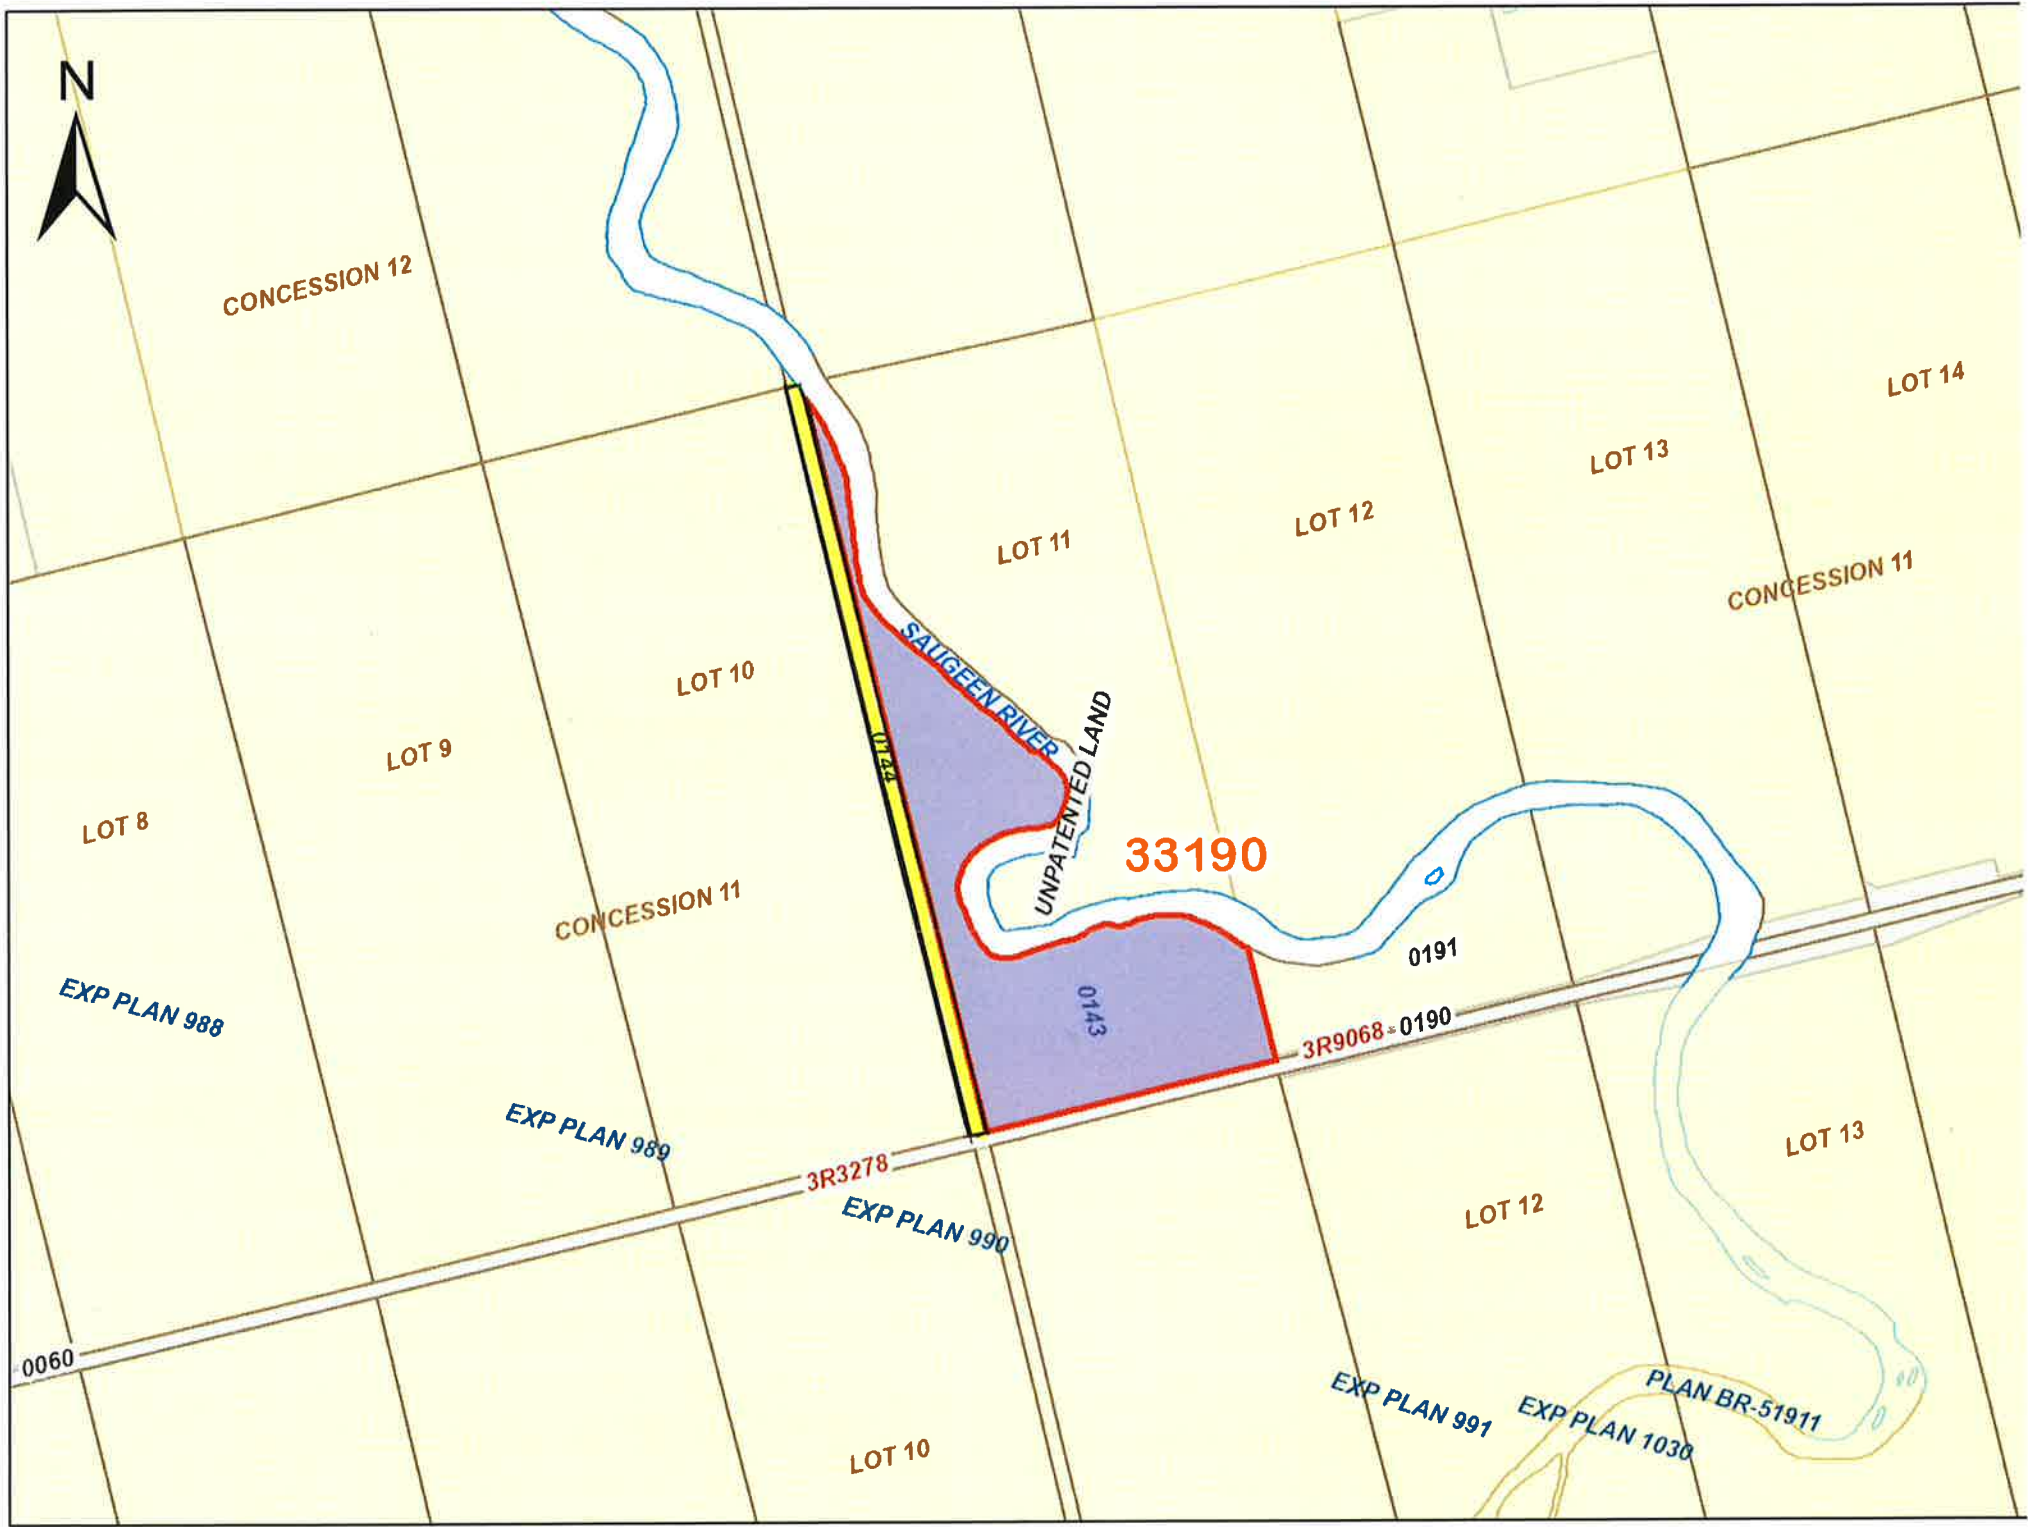 N
CONCESSION 12
LOT 14
LOT 13
LOT 12
LOT 11
CONCESSION 11
SAUGEEN RIVER
LOT 10
UNPATENTED LAND
0144
LOT 9
LOT 8
33190
CONCESSION 11
0191
EXP PLAN 988
0143
3R9068
0190
EXP PLAN 989
LOT 13
3R3278
LOT 12
EXP PLAN 990
0060
PLAN BR-51911
EXP PLAN 991
EXP PLAN 1030
LOT 10